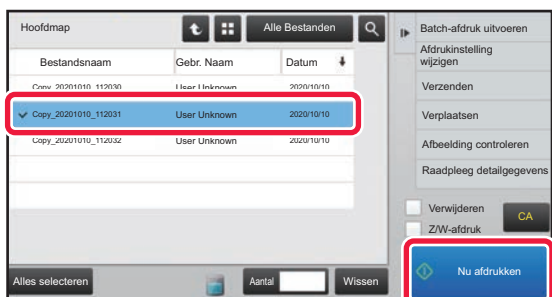 Hoofdmap
Alle Bestanden
Bestandsnaam Gebr. Naam Datum
Copy_20201010_112030 User Unknown 2020/10/10
Copy_20201010_112031 User Unknown 2020/10/10
Copy_20201010_112032 User Unknown 2020/10/10
Alles selecteren
Aantal
Wissen
Batch-afdruk uitvoeren
Afdrukinstelling
wijzigen
Verzenden
Verplaatsen
Afbeelding controleren
Raadpleeg detailgegevens
Verwijderen
Z/W-afdruk
CA
Nu afdrukken